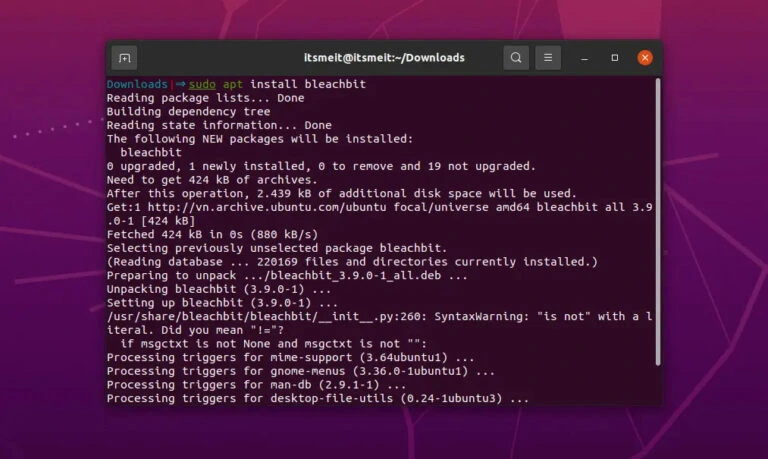 itsmeit@itsmeit:~/Downloads
Downloads|⇒ sudo apt install bleachbit
Reading package lists... Done
Building dependency tree
Reading state information... Done
The following NEW packages will be installed:
  bleachbit
0 upgraded, 1 newly installed, 0 to remove and 19 not upgraded.
Need to get 424 kB of archives.
After this operation, 2.439 kB of additional disk space will be used.
Get:1 http://vn.archive.ubuntu.com/ubuntu focal/universe amd64 bleachbit all 3.9
.0-1 [424 kB]
Fetched 424 kB in 0s (880 kB/s)
Selecting previously unselected package bleachbit.
(Reading database ... 220169 files and directories currently installed.)
Preparing to unpack .../bleachbit_3.9.0-1_all.deb ...
Unpacking bleachbit (3.9.0-1) ...
Setting up bleachbit (3.9.0-1) ...
/usr/share/bleachbit/bleachbit/__init__.py:260: SyntaxWarning: "is not" with a l
iteral. Did you mean "!="?
  if msgctxt is not None and msgctxt is not "":
Processing triggers for mime-support (3.64ubuntu1) ...
Processing triggers for gnome-menus (3.36.0-1ubuntu1) ...
Processing triggers for man-db (2.9.1-1) ...
Processing triggers for desktop-file-utils (0.24-1ubuntu3) ...